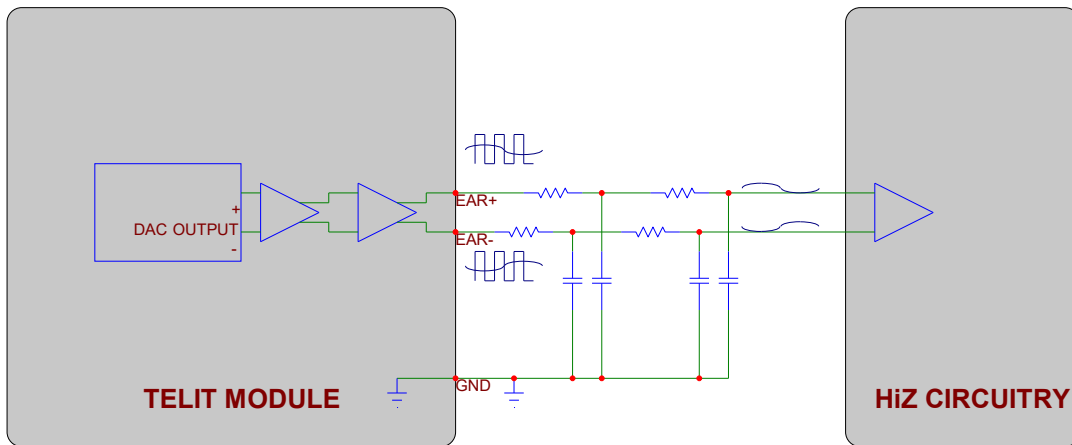 EAR+
+
DAC OUTPUT
EAR-
-
GND
TELIT MODULE
HiZ CIRCUITRY